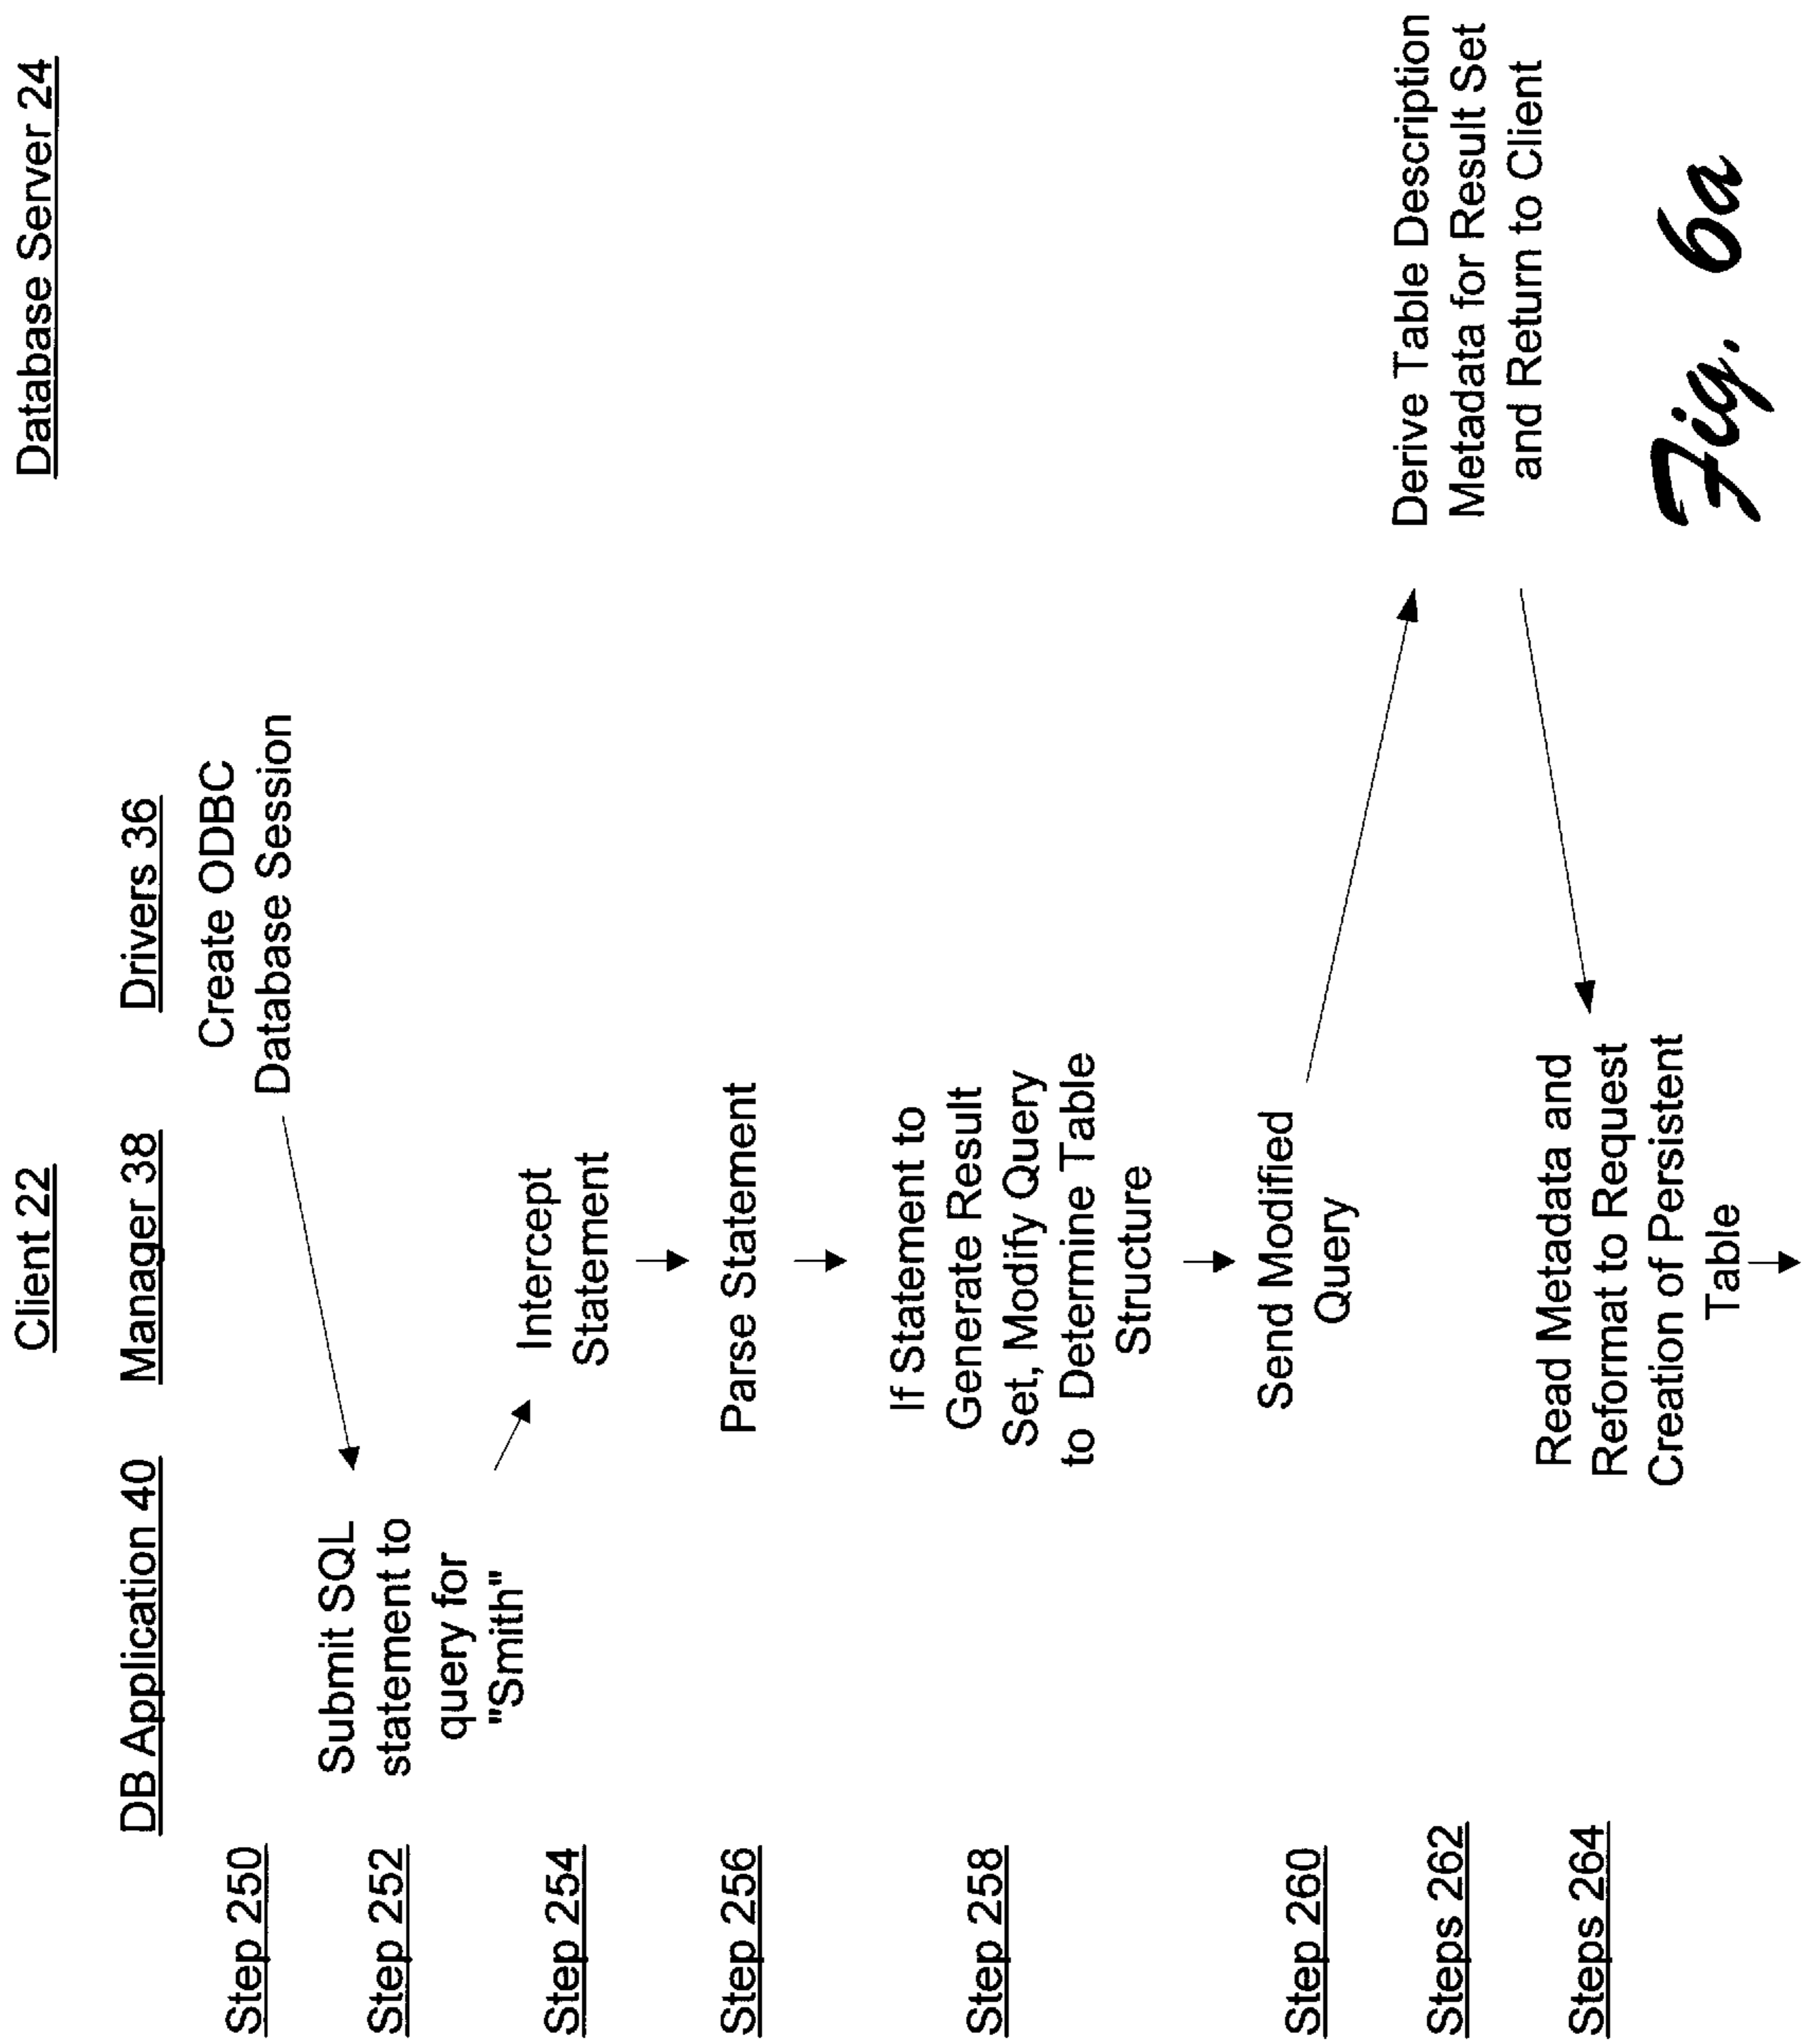 Client 22
Database Server 24
DB Application 40
Manager 38
Drivers 36
Step 250
Create ODBC
Database Session
Step 252
Submit SQL
statement to
query for
"Smith"
Step 254
Intercept
Statement
Step 256
Parse Statement
Step 258
If Statement to
Generate Result
Set, Modify Query
to Determine Table
Structure
Step 260
Send Modified
Query
Steps 262
Derive Table Description
Metadata for Result Set
and Return to Client
Steps 264
Read Metadata and
Reformat to Request
Creation of Persistent
Table
Fig. 6a